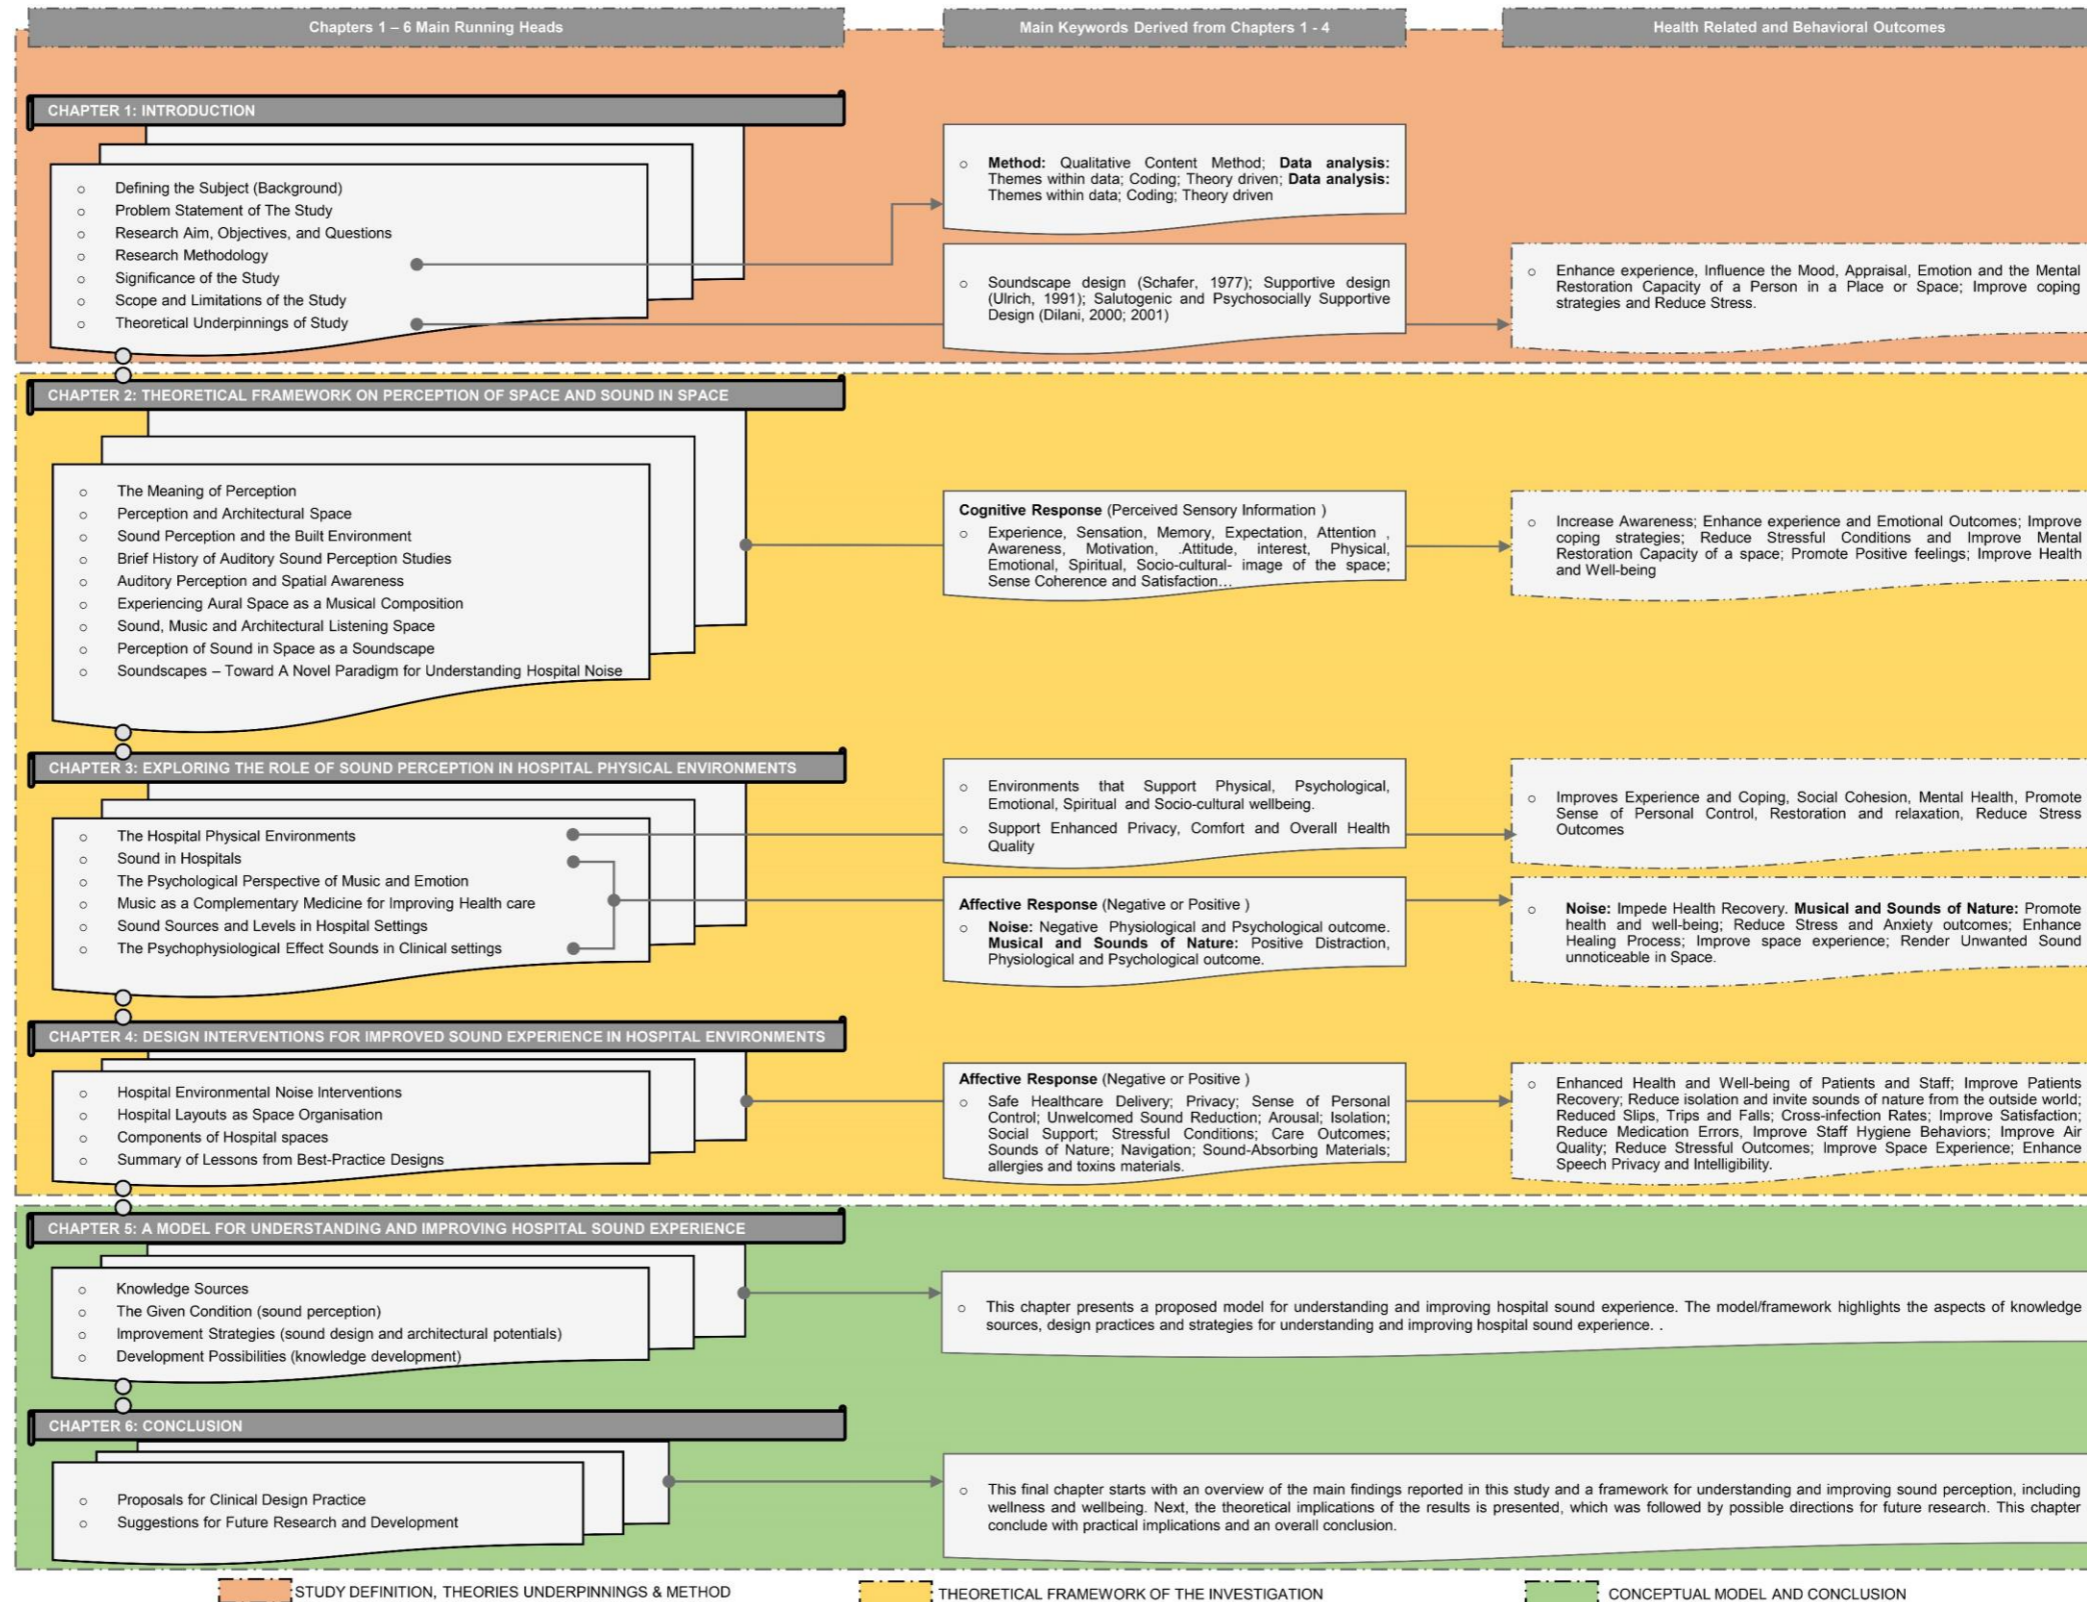 Chapters 1 – 6 Main Running Heads
Main Keywords Derived from Chapters 1 - 4
Health Related and Behavioral Outcomes
CHAPTER 1: INTRODUCTION
○ Defining the Subject (Background)
○ Problem Statement of The Study
○ Research Aim, Objectives, and Questions
○ Research Methodology
○ Significance of the Study
○ Scope and Limitations of the Study
○ Theoretical Underpinnings of Study
○ Method: Qualitative Content Method; Data analysis:
Themes within data; Coding; Theory driven; Data analysis:
Themes within data; Coding; Theory driven
○ Soundscape design (Schafer, 1977); Supportive design
(Ulrich, 1991); Salutogenic and Psychosocially Supportive
Design (Dilani, 2000; 2001)
○ Enhance experience, Influence the Mood, Appraisal, Emotion and the Mental
Restoration Capacity of a Person in a Place or Space; Improve coping
strategies and Reduce Stress.
CHAPTER 2: THEORETICAL FRAMEWORK ON PERCEPTION OF SPACE AND SOUND IN SPACE
○ The Meaning of Perception
○ Perception and Architectural Space
○ Sound Perception and the Built Environment
○ Brief History of Auditory Sound Perception Studies
○ Auditory Perception and Spatial Awareness
○ Experiencing Aural Space as a Musical Composition
○ Sound, Music and Architectural Listening Space
○ Perception of Sound in Space as a Soundscape
○ Soundscapes – Toward A Novel Paradigm for Understanding Hospital Noise
Cognitive Response (Perceived Sensory Information )
○ Experience, Sensation, Memory, Expectation, Attention ,
Awareness, Motivation, .Attitude, interest, Physical,
Emotional, Spiritual, Socio-cultural- image of the space;
Sense Coherence and Satisfaction…
○ Increase Awareness; Enhance experience and Emotional Outcomes; Improve
coping strategies; Reduce Stressful Conditions and Improve Mental
Restoration Capacity of a space; Promote Positive feelings; Improve Health
and Well-being
CHAPTER 3: EXPLORING THE ROLE OF SOUND PERCEPTION IN HOSPITAL PHYSICAL ENVIRONMENTS
○ The Hospital Physical Environments
○ Sound in Hospitals
○ The Psychological Perspective of Music and Emotion
○ Music as a Complementary Medicine for Improving Health care
○ Sound Sources and Levels in Hospital Settings
○ The Psychophysiological Effect Sounds in Clinical settings
○ Environments that Support Physical, Psychological,
Emotional, Spiritual and Socio-cultural wellbeing.
○ Support Enhanced Privacy, Comfort and Overall Health
Quality
○ Improves Experience and Coping, Social Cohesion, Mental Health, Promote
Sense of Personal Control, Restoration and relaxation, Reduce Stress
Outcomes
Affective Response (Negative or Positive )
○ Noise: Negative Physiological and Psychological outcome.
Musical and Sounds of Nature: Positive Distraction,
Physiological and Psychological outcome.
○ Noise: Impede Health Recovery. Musical and Sounds of Nature: Promote
health and well-being; Reduce Stress and Anxiety outcomes; Enhance
Healing Process; Improve space experience; Render Unwanted Sound
unnoticeable in Space.
CHAPTER 4: DESIGN INTERVENTIONS FOR IMPROVED SOUND EXPERIENCE IN HOSPITAL ENVIRONMENTS
○ Hospital Environmental Noise Interventions
○ Hospital Layouts as Space Organisation
○ Components of Hospital spaces
○ Summary of Lessons from Best-Practice Designs
Affective Response (Negative or Positive )
○ Safe Healthcare Delivery; Privacy; Sense of Personal
Control; Unwelcomed Sound Reduction; Arousal; Isolation;
Social Support; Stressful Conditions; Care Outcomes;
Sounds of Nature; Navigation; Sound-Absorbing Materials;
allergies and toxins materials.
○ Enhanced Health and Well-being of Patients and Staff; Improve Patients
Recovery; Reduce isolation and invite sounds of nature from the outside world;
Reduced Slips, Trips and Falls; Cross-infection Rates; Improve Satisfaction;
Reduce Medication Errors, Improve Staff Hygiene Behaviors; Improve Air
Quality; Reduce Stressful Outcomes; Improve Space Experience; Enhance
Speech Privacy and Intelligibility.
CHAPTER 5: A MODEL FOR UNDERSTANDING AND IMPROVING HOSPITAL SOUND EXPERIENCE
○ Knowledge Sources
○ The Given Condition (sound perception)
○ Improvement Strategies (sound design and architectural potentials)
○ Development Possibilities (knowledge development)
○ This chapter presents a proposed model for understanding and improving hospital sound experience. The model/framework highlights the aspects of knowledge
sources, design practices and strategies for understanding and improving hospital sound experience. .
CHAPTER 6: CONCLUSION
○ Proposals for Clinical Design Practice
○ Suggestions for Future Research and Development
○ This final chapter starts with an overview of the main findings reported in this study and a framework for understanding and improving sound perception, including
wellness and wellbeing. Next, the theoretical implications of the results is presented, which was followed by possible directions for future research. This chapter
conclude with practical implications and an overall conclusion.
STUDY DEFINITION, THEORIES UNDERPINNINGS & METHOD
THEORETICAL FRAMEWORK OF THE INVESTIGATION
CONCEPTUAL MODEL AND CONCLUSION